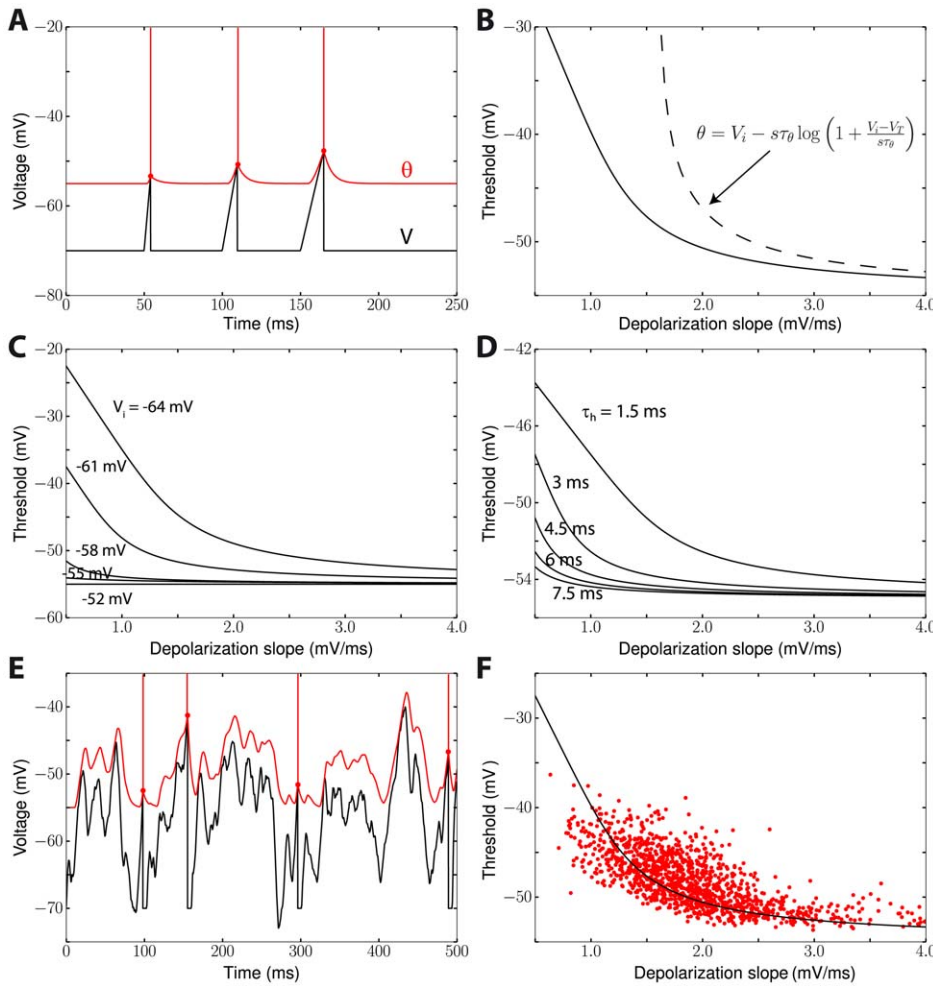 A
−20
−30
−40
−50
−60
−70
−80
Voltage (mV)
θ
V
0
50
100
150
200
250
Time (ms)
B
−30
−40
−50
Threshold (mV)
θ = V_i − sτ_θ log (1 + (V_i−V_T)/(sτ_θ))
1.0
2.0
3.0
4.0
Depolarization slope (mV/ms)
C
−20
−30
−40
−50
−60
Threshold (mV)
V_i = -64 mV
-61 mV
-58 mV
-55 mV
-52 mV
1.0
2.0
3.0
4.0
Depolarization slope (mV/ms)
D
−42
−46
−50
−54
Threshold (mV)
τ_h = 1.5 ms
3 ms
4.5 ms
6 ms
7.5 ms
1.0
2.0
3.0
4.0
Depolarization slope (mV/ms)
E
−40
−50
−60
−70
Voltage (mV)
0
100
200
300
400
500
Time (ms)
F
−30
−40
−50
Threshold (mV)
1.0
2.0
3.0
4.0
Depolarization slope (mV/ms)